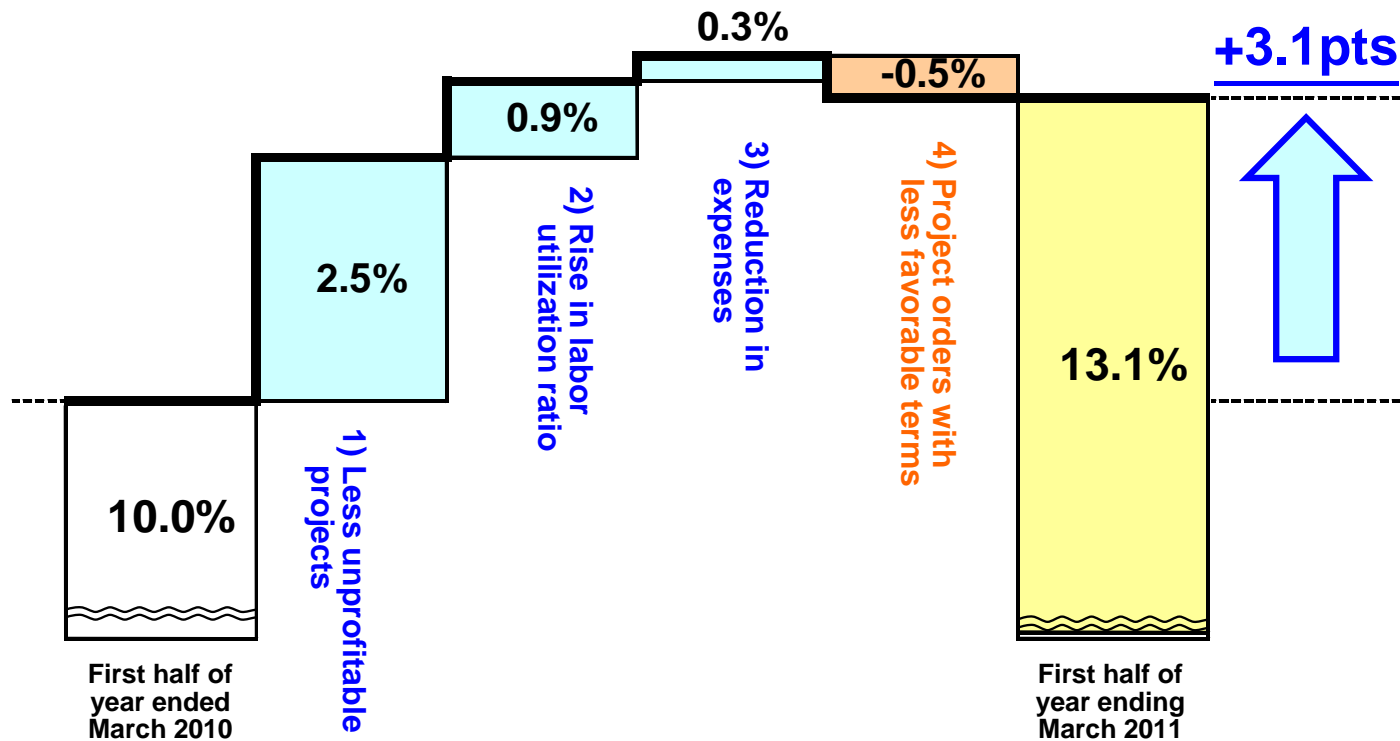 0.3%
+3.1pts
-0.5%
0.9%
2.5%
13.1%
10.0%
1) Less unprofitable
projects
2) Rise in labor
utilization ratio
3) Reduction in
expenses
4) Project orders with
less favorable terms
First half of
year ended
March 2010
First half of
year ending
March 2011